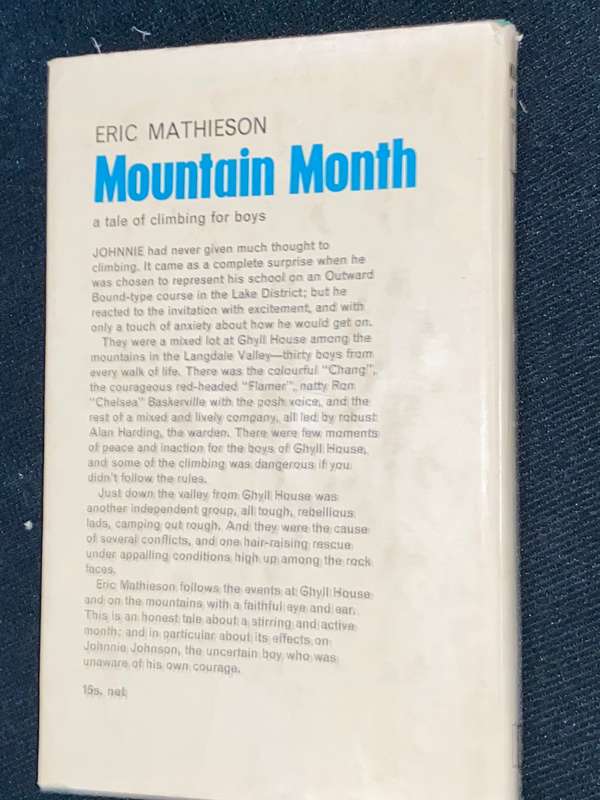 ERIC MATHIESON
Mountain Month
a tale of climbing for boys
JOHNNIE had never given much thought to
climbing. It came as a complete surprise when he
was chosen to represent his school on an Outward
Bound-type course in the Lake District; but he
reacted to the invitation with excitement, and with
only a touch of anxiety about how he would get on.
They were a mixed lot at Ghyll House among the
mountains in the Langdale Valley—thirty boys from
every walk of life. There was the colourful "Chang",
the courageous red-headed "Flamer", natty Ron
"Chelsea" Baskerville with the posh voice, and the
rest of a mixed and lively company, all led by robust
Alan Harding, the warden. There were few moments
of peace and inaction for the boys of Ghyll House,
and some of the climbing was dangerous if you
didn't follow the rules.
Just down the valley from Ghyll House was
another independent group, all tough, rebellious
lads, camping out rough. And they were the cause
of several conflicts, and one hair-raising rescue
under appalling conditions high up among the rock
faces.
Eric Mathieson follows the events at Ghyll House
and on the mountains with a faithful eye and ear.
This is an honest tale about a stirring and active
month: and in particular about its effects on
Johnnie Johnson, the uncertain boy who was
unaware of his own courage.
16s. net